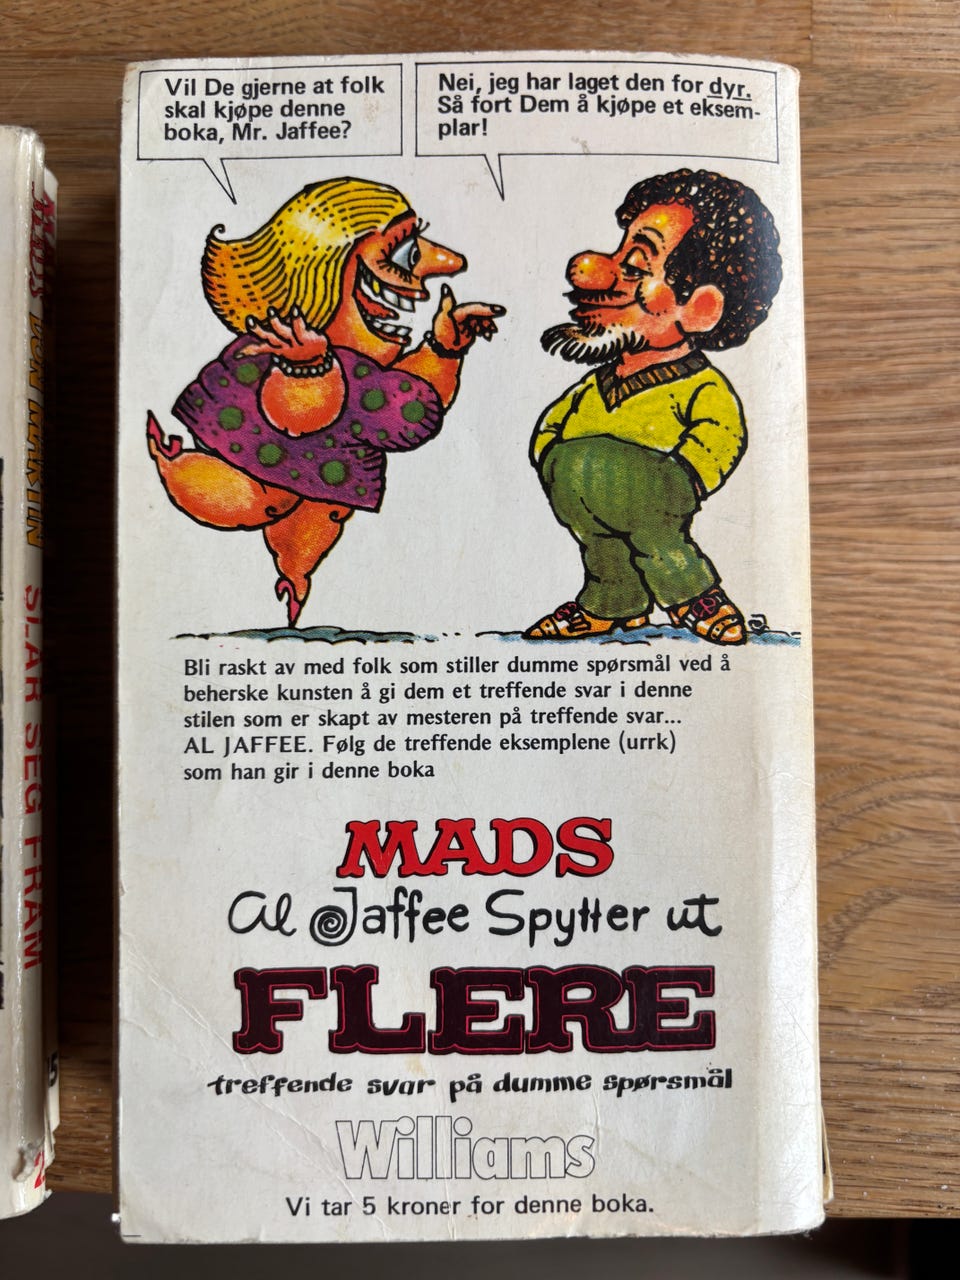 Vil De gjerne at folk
skal kjøpe denne
boka, Mr. Jaffee?
Nei, jeg har laget den for dyr.
Så fort Dem å kjøpe et eksem-
plar!
Bli raskt av med folk som stiller dumme spørsmål ved å
beherske kunsten å gi dem et treffende svar i denne
stilen som er skapt av mesteren på treffende svar...
AL JAFFEE. Følg de treffende eksemplene (urrk)
som han gir i denne boka
MADS
Al Jaffee Spytter ut
FLERE
treffende svar på dumme spørsmål
Williams
Vi tar 5 kroner for denne boka.
DON MARTIN
SLÅR SEG FRAM